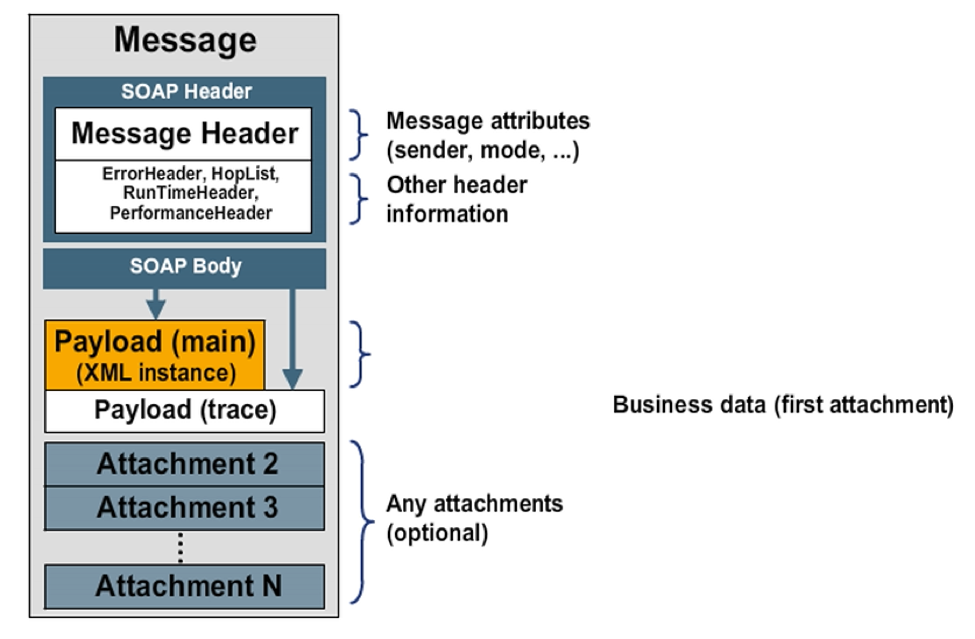 Message
SOAP Header
Message Header
Message attributes
(sender, mode, ...)
ErrorHeader, HopList,
RunTimeHeader,
PerformanceHeader
Other header
information
SOAP Body
Payload (main)
(XML instance)
Payload (trace)
Business data (first attachment)
Attachment 2
Attachment 3
Any attachments
(optional)
Attachment N